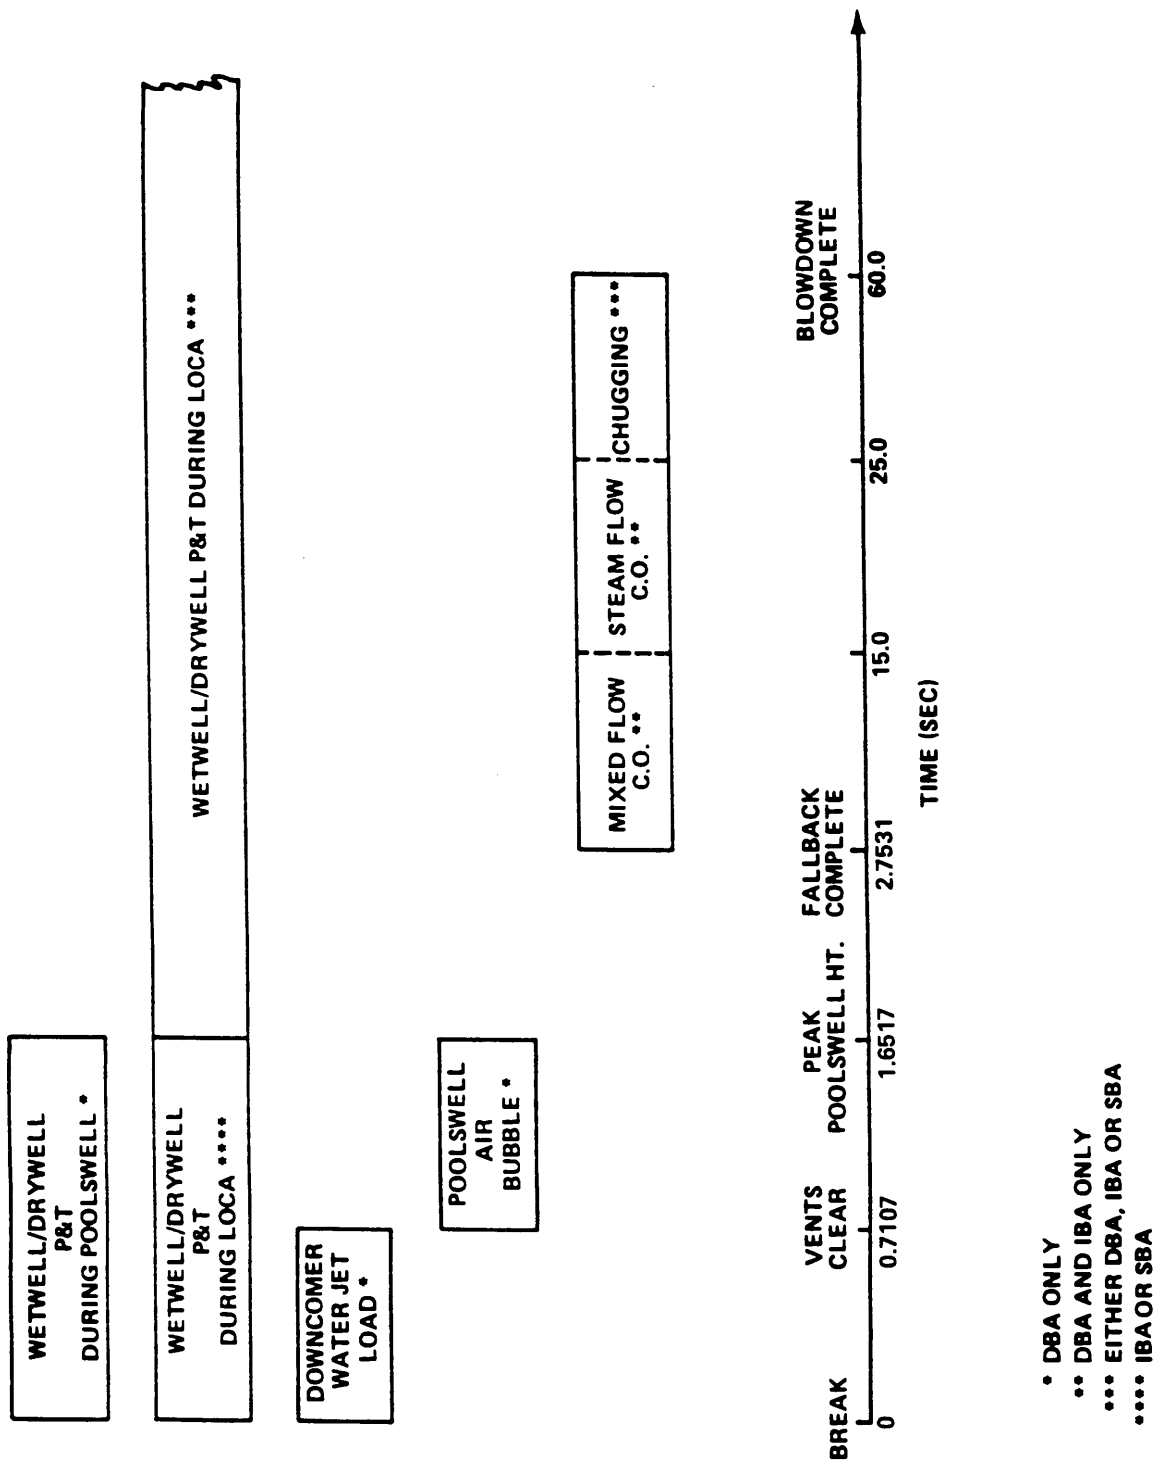 WETWELL/DRYWELL
P&T
DURING POOLSWELL *
WETWELL/DRYWELL
P&T
DURING LOCA ****
WETWELL/DRYWELL P&T DURING LOCA ***
DOWNCOMER
WATER JET
LOAD *
POOLSWELL
AIR
BUBBLE *
MIXED FLOW
C.O. **
STEAM FLOW
C.O. **
CHUGGING ***
BREAK
VENTS
CLEAR
PEAK
POOLSWELL HT.
FALLBACK
COMPLETE
BLOWDOWN
COMPLETE
0
0.7107
1.6517
2.7531
15.0
25.0
60.0
TIME (SEC)
* DBA ONLY
** DBA AND IBA ONLY
*** EITHER DBA, IBA OR SBA
**** IBA OR SBA